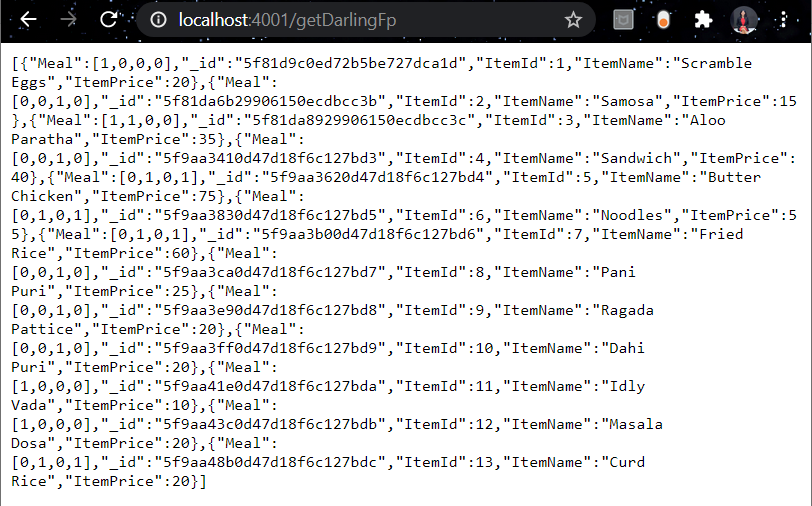 localhost:4001/getDarlingFp
[{"Meal":[1,0,0,0],"_id":"5f81d9c0ed72b5be727dca1d","ItemId":1,"ItemName":"Scramble
Eggs","ItemPrice":20},{"Meal":
[0,0,1,0],"_id":"5f81da6b29906150ecdbcc3b","ItemId":2,"ItemName":"Samosa","ItemPrice":15
},{"Meal":[1,1,0,0],"_id":"5f81da8929906150ecdbcc3c","ItemId":3,"ItemName":"Aloo
Paratha","ItemPrice":35},{"Meal":
[0,0,1,0],"_id":"5f9aa3410d47d18f6c127bd3","ItemId":4,"ItemName":"Sandwich","ItemPrice":
40},{"Meal":[0,1,0,1],"_id":"5f9aa3620d47d18f6c127bd4","ItemId":5,"ItemName":"Butter
Chicken","ItemPrice":75},{"Meal":
[0,1,0,1],"_id":"5f9aa3830d47d18f6c127bd5","ItemId":6,"ItemName":"Noodles","ItemPrice":5
5},{"Meal":[0,1,0,1],"_id":"5f9aa3b00d47d18f6c127bd6","ItemId":7,"ItemName":"Fried
Rice","ItemPrice":60},{"Meal":
[0,0,1,0],"_id":"5f9aa3ca0d47d18f6c127bd7","ItemId":8,"ItemName":"Pani
Puri","ItemPrice":25},{"Meal":
[0,0,1,0],"_id":"5f9aa3e90d47d18f6c127bd8","ItemId":9,"ItemName":"Ragada
Pattice","ItemPrice":20},{"Meal":
[0,0,1,0],"_id":"5f9aa3ff0d47d18f6c127bd9","ItemId":10,"ItemName":"Dahi
Puri","ItemPrice":20},{"Meal":
[1,0,0,0],"_id":"5f9aa41e0d47d18f6c127bda","ItemId":11,"ItemName":"Idly
Vada","ItemPrice":10},{"Meal":
[1,0,0,0],"_id":"5f9aa43c0d47d18f6c127bdb","ItemId":12,"ItemName":"Masala
Dosa","ItemPrice":20},{"Meal":
[0,1,0,1],"_id":"5f9aa48b0d47d18f6c127bdc","ItemId":13,"ItemName":"Curd
Rice","ItemPrice":20}]